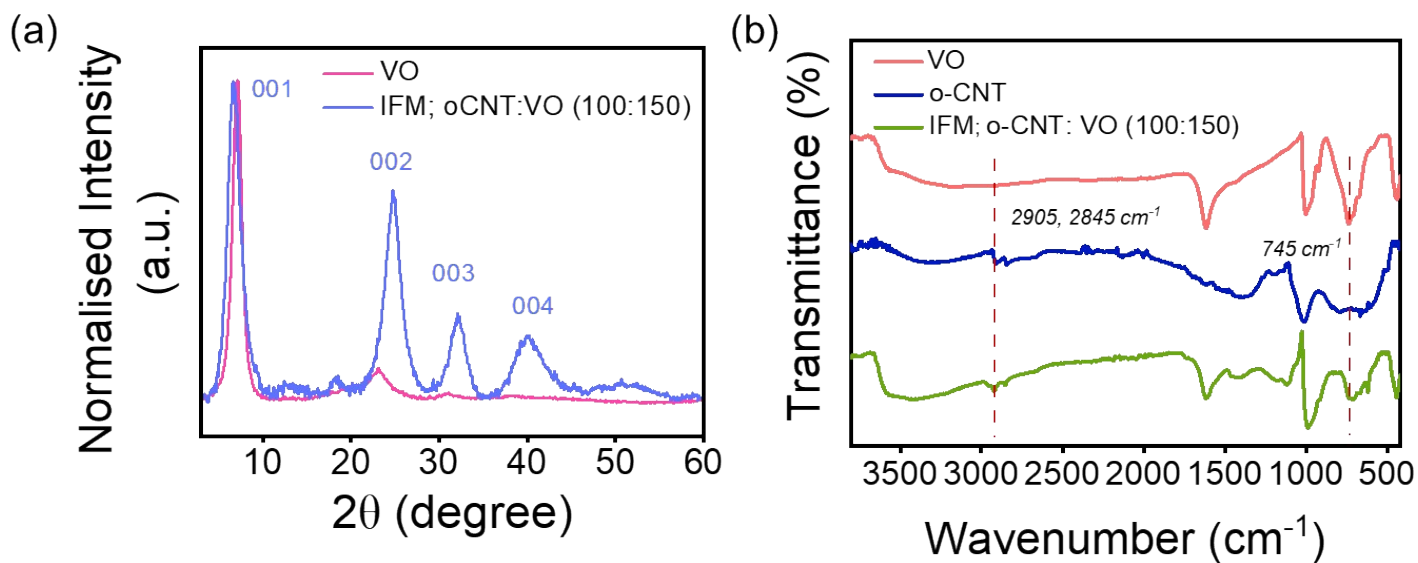 (a)
Normalised Intensity
(a.u.)
VO
IFM; oCNT:VO (100:150)
001
002
003
004
10 20 30 40 50 60
2θ (degree)
(b)
Transmittance (%)
VO
o-CNT
IFM; o-CNT: VO (100:150)
2905, 2845 cm⁻¹
745 cm⁻¹
3500 3000 2500 2000 1500 1000 500
Wavenumber (cm⁻¹)